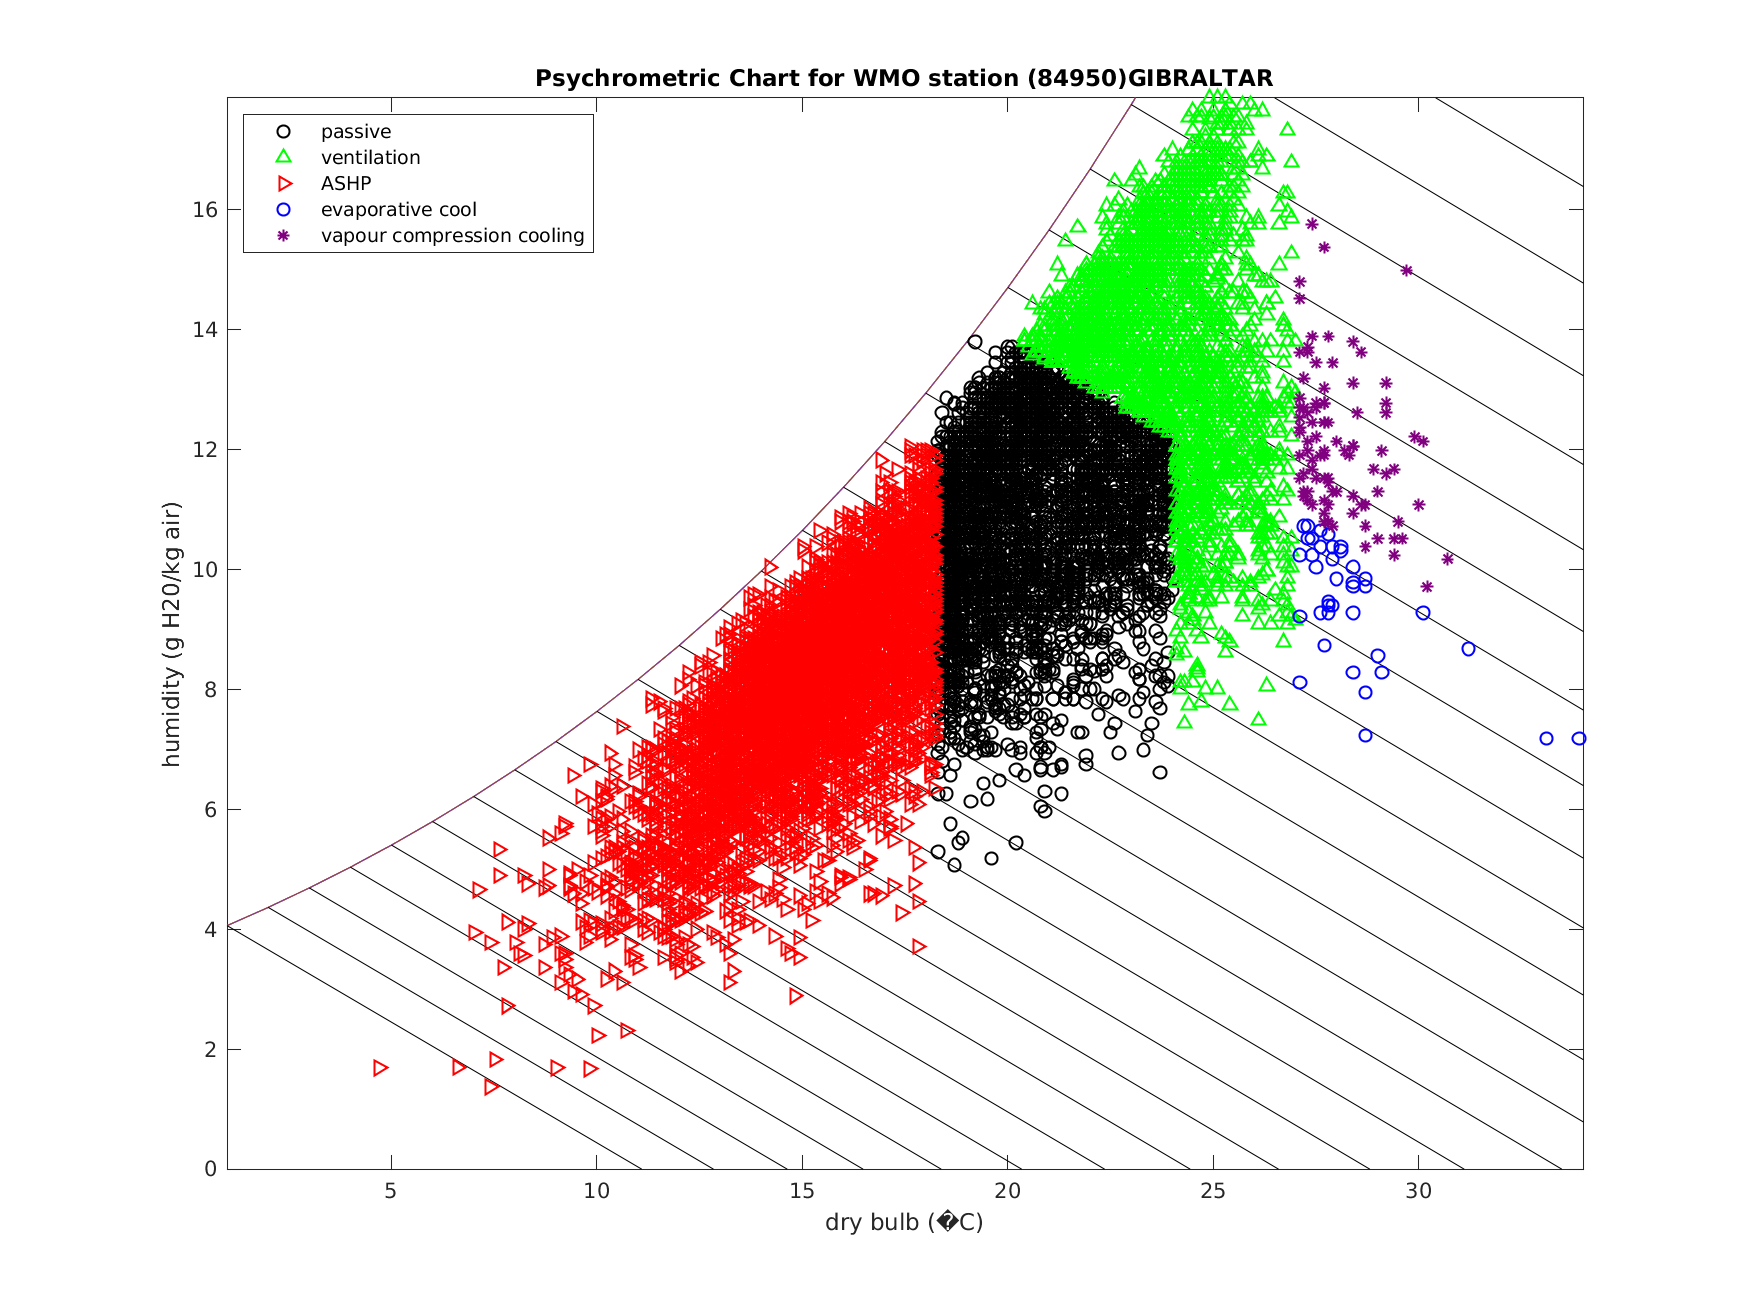 Psychrometric Chart for WMO station (84950)GIBRALTAR
passive
ventilation
ASHP
evaporative cool
vapour compression cooling
humidity (g H20/kg air)
16
14
12
10
8
6
4
2
0
5 10 15 20 25 30
dry bulb (�C)